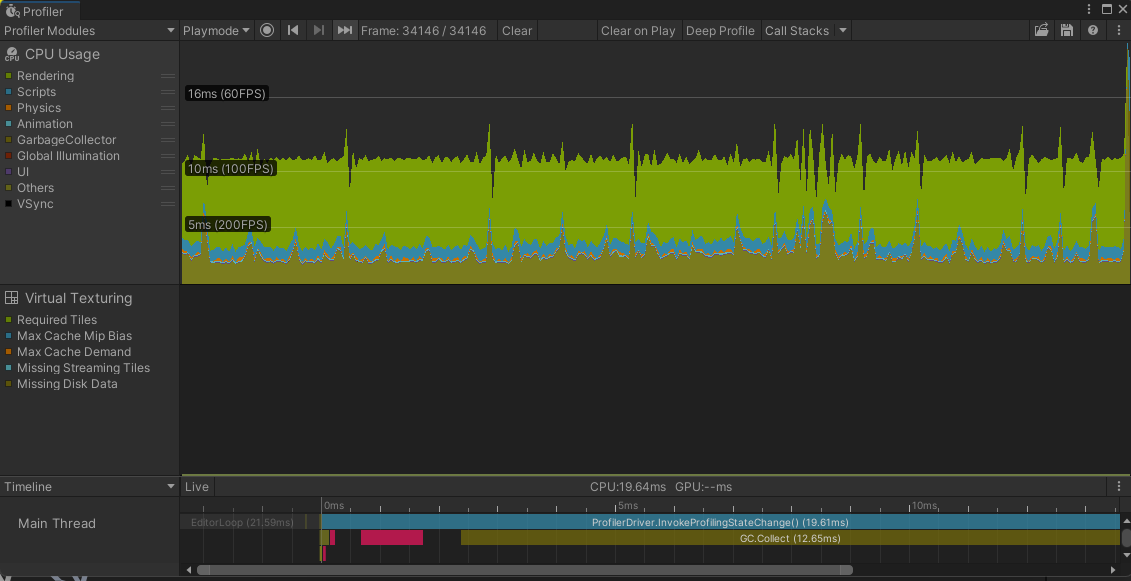 Profiler
Profiler Modules Playmode Frame: 34146 / 34146 Clear Clear on Play Deep Profile Call Stacks
CPU CPU Usage
Rendering
Scripts
Physics
Animation
GarbageCollector
Global Illumination
UI
Others
VSync
16ms (60FPS)
10ms (100FPS)
5ms (200FPS)
Virtual Texturing
Required Tiles
Max Cache Mip Bias
Max Cache Demand
Missing Streaming Tiles
Missing Disk Data
Timeline Live CPU:19.64ms GPU:--ms
0ms 5ms 10ms
Main Thread EditorLoop (21.59ms) ProfilerDriver.InvokeProfilingStateChange() (19.61ms)
GC.Collect (12.65ms)